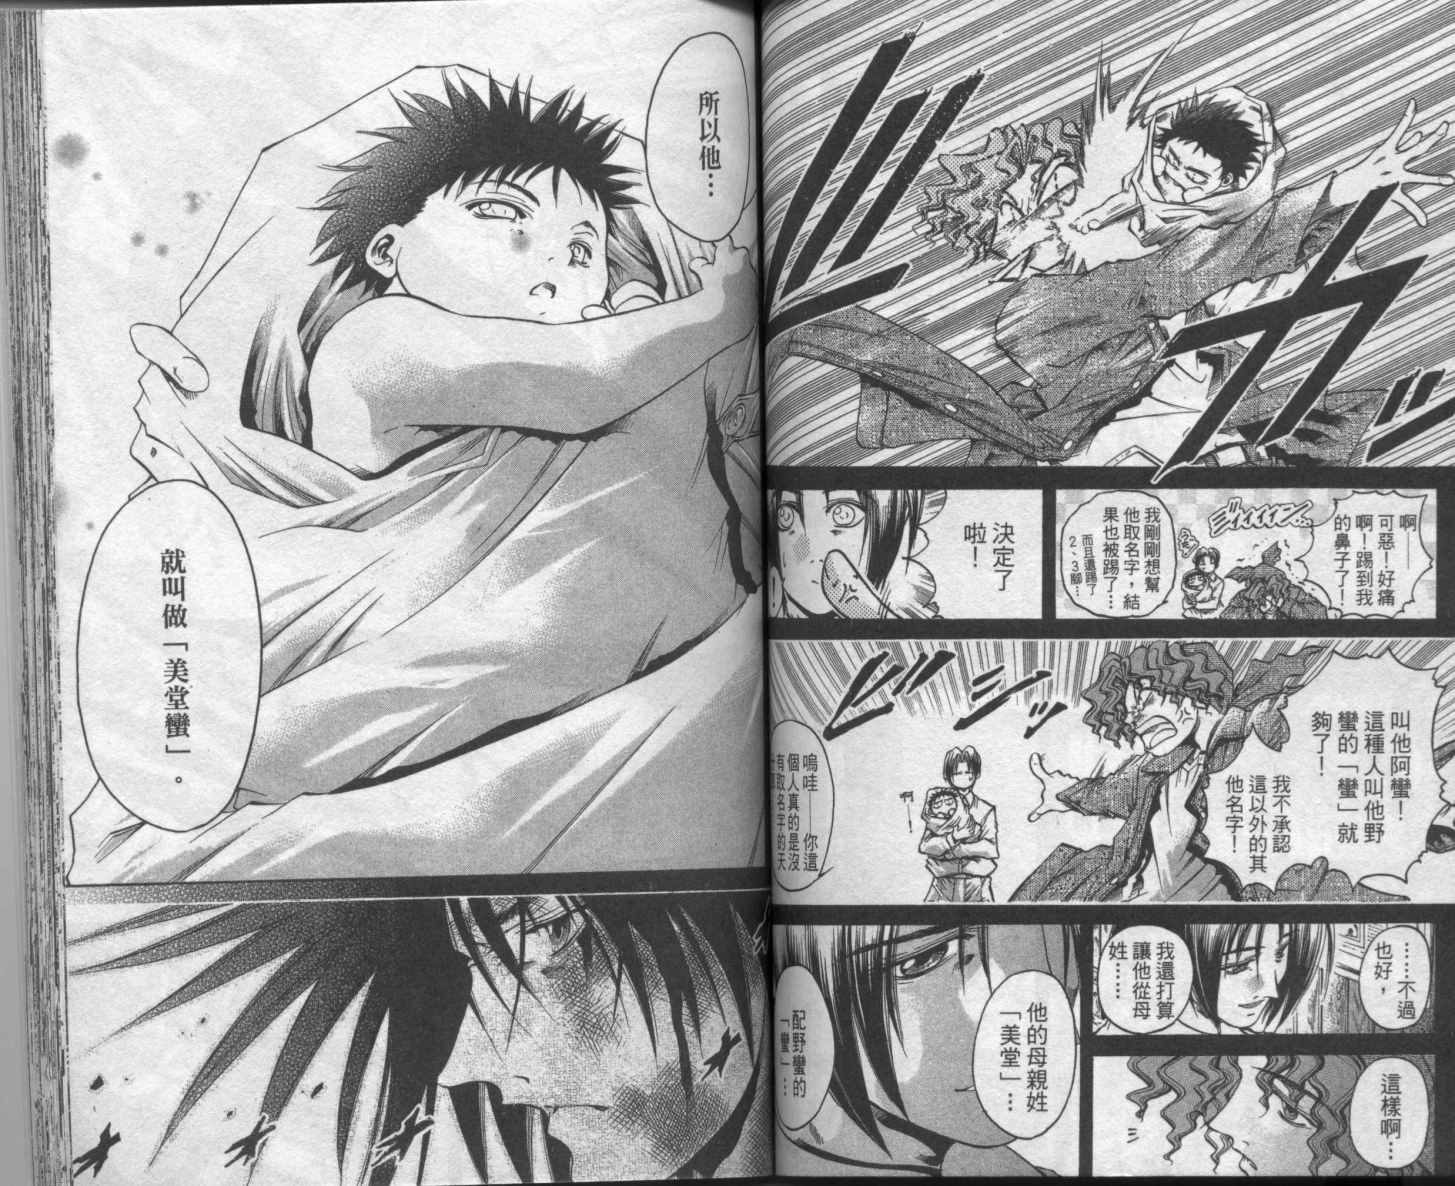 啊——
可惡！好痛
啊！踢到我
的鼻子了！
我剛剛想幫
他取名字，結
果也被踢了…
而且還踢了
2、3腳…
決定了
啦！
叫他阿蠻！
這種人叫他野
蠻的「蠻」就
夠了！
我不承認
這以外的其
他名字！
啊！
嗚哇——你這
個人真的是沒
有取名字的天
……不過
也好，
我還打算
讓他從母
姓……
這樣啊…
他的母親姓
「美堂」…
配野蠻的
「蠻」…
所以他…
就叫做「美堂蠻」。